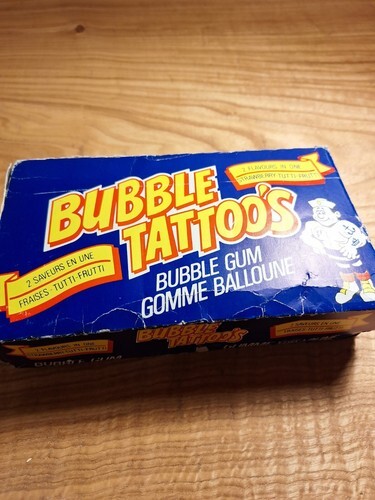 2 FLAVOURS IN ONE
STRAWBERRY·TUTTI-FRUTTI
BUBBLE
TATTOO'S
2 SAVEURS EN UNE
FRAISES·TUTTI-FRUTTI
BUBBLE GUM
GOMME BALLOUNE
BUBBLE
TATTOO'S